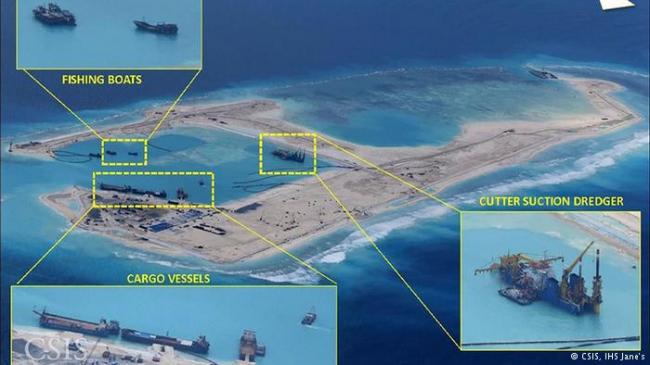 FISHING BOATS
CUTTER SUCTION DREDGER
CARGO VESSELS
CSIS
© CSIS, IHS Jane's